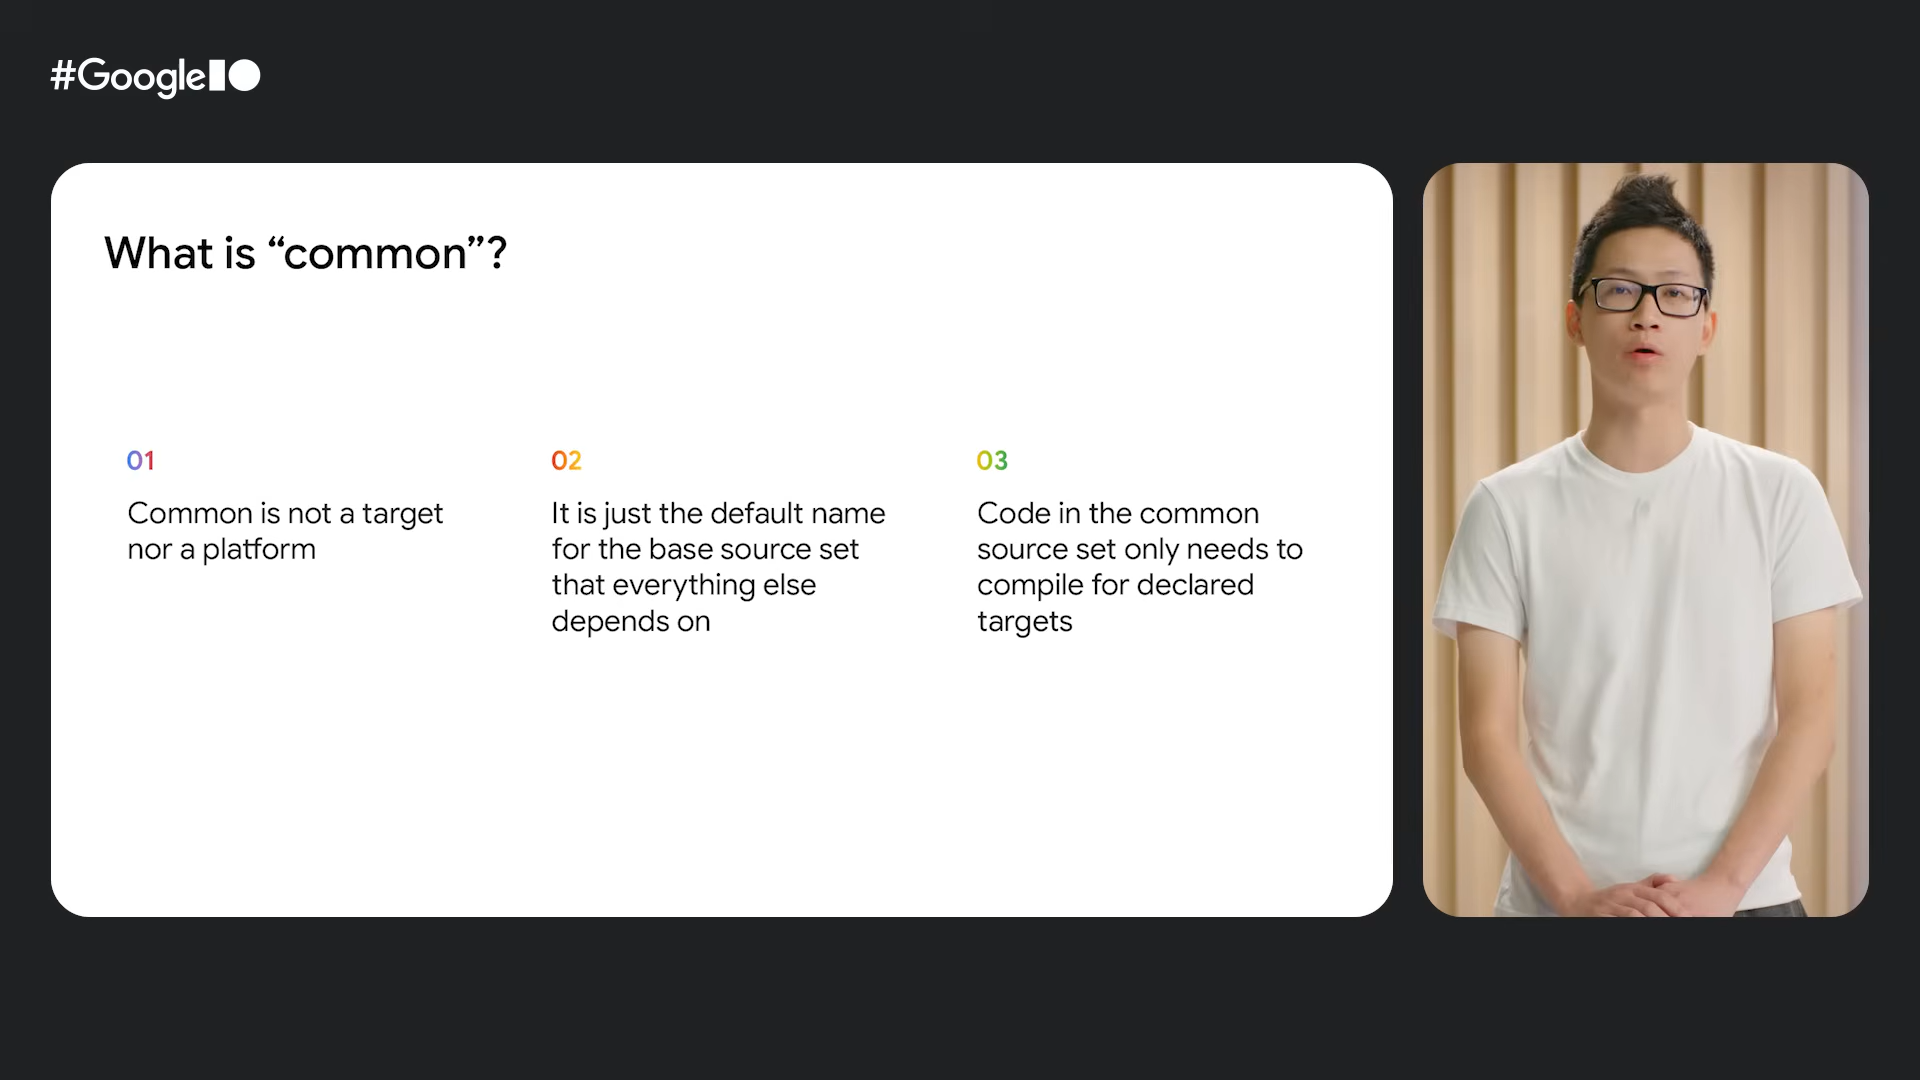 #GoogleIO
What is “common”?
01
Common is not a target
nor a platform
02
It is just the default name
for the base source set
that everything else
depends on
03
Code in the common
source set only needs to
compile for declared
targets